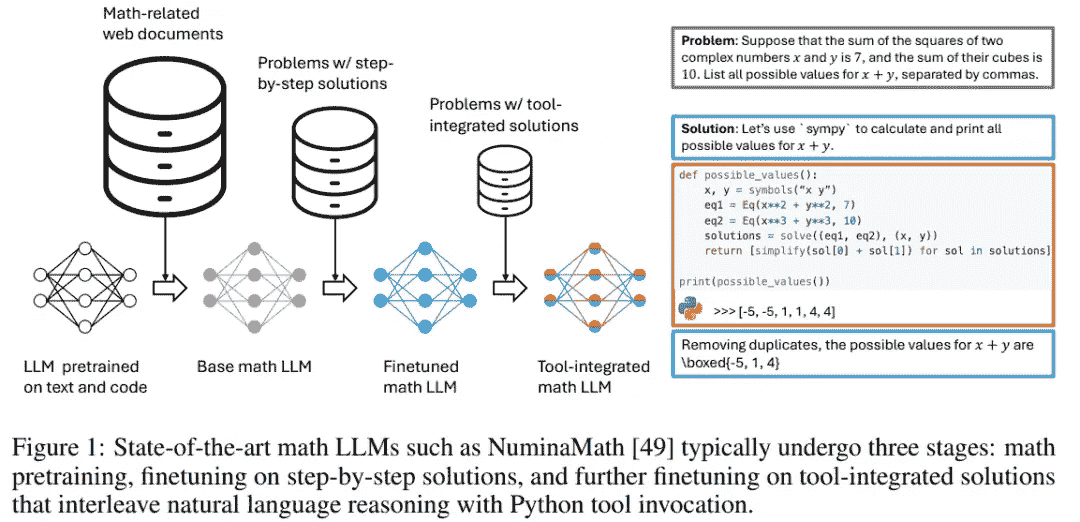 Math-related
web documents
Problems w/ step-
by-step solutions
Problems w/ tool-
integrated solutions
LLM pretrained
on text and code
Base math LLM
Finetuned
math LLM
Tool-integrated
math LLM
Problem: Suppose that the sum of the squares of two
complex numbers x and y is 7, and the sum of their cubes is
10. List all possible values for x + y, separated by commas.
Solution: Let's use `sympy` to calculate and print all
possible values for x + y.
def possible_values():
    x, y = symbols("x y")
    eq1 = Eq(x**2 + y**2, 7)
    eq2 = Eq(x**3 + y**3, 10)
    solutions = solve((eq1, eq2), (x, y))
    return [simplify(sol[0] + sol[1]) for sol in solutions]
print(possible_values())
>>> [-5, -5, 1, 1, 4, 4]
Removing duplicates, the possible values for x + y are
\boxed{-5, 1, 4}
Figure 1: State-of-the-art math LLMs such as NuminaMath [49] typically undergo three stages: math
pretraining, finetuning on step-by-step solutions, and further finetuning on tool-integrated solutions
that interleave natural language reasoning with Python tool invocation.